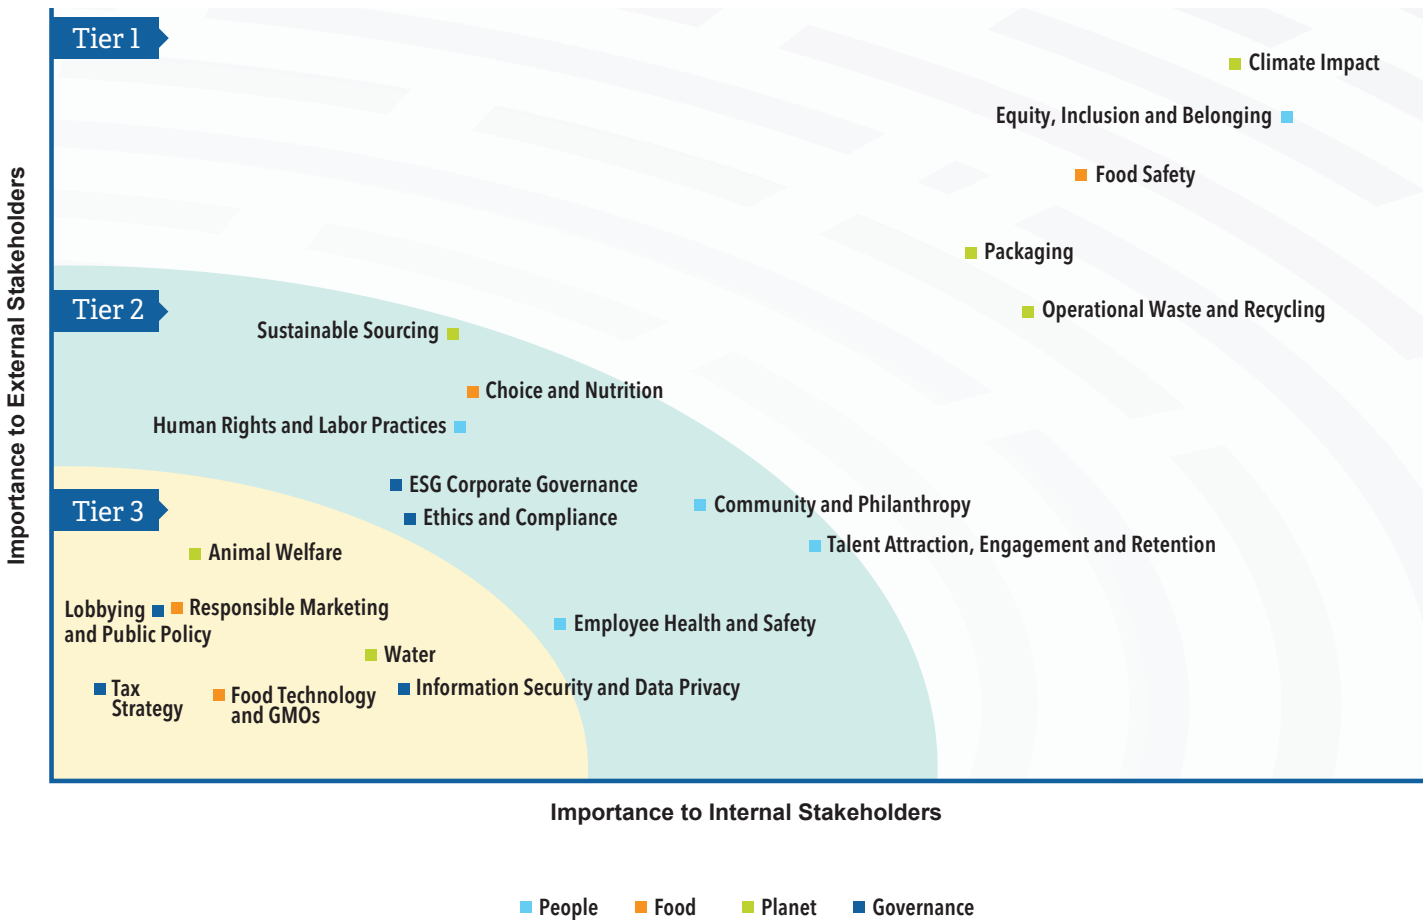 Tier 1
Climate Impact
Equity, Inclusion and Belonging
Food Safety
Packaging
Tier 2
Operational Waste and Recycling
Sustainable Sourcing
Choice and Nutrition
Human Rights and Labor Practices
ESG Corporate Governance
Tier 3
Community and Philanthropy
Ethics and Compliance
Talent Attraction, Engagement and Retention
Animal Welfare
Lobbying
and Public Policy
Responsible Marketing
Employee Health and Safety
Water
Tax
Strategy
Food Technology
and GMOs
Information Security and Data Privacy
Importance to External Stakeholders
Importance to Internal Stakeholders
People
Food
Planet
Governance